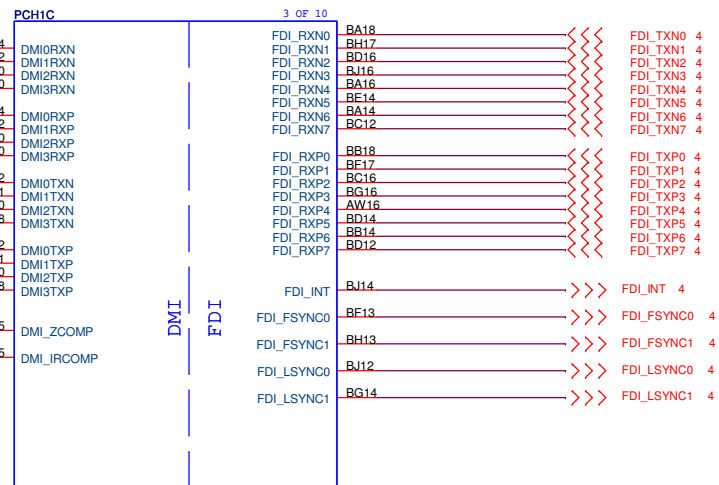 PCH1C 3 OF 10
FDI_RXN0 BA18 FDI_TXN0 4
DMI0RXN FDI_RXN1 BH17 FDI_TXN1 4
DMI1RXN FDI_RXN2 BD16 FDI_TXN2 4
DMI2RXN FDI_RXN3 BJ16 FDI_TXN3 4
DMI3RXN FDI_RXN4 BA16 FDI_TXN4 4
FDI_RXN5 BE14 FDI_TXN5 4
DMI0RXP FDI_RXN6 BA14 FDI_TXN6 4
DMI1RXP FDI_RXN7 BC12 FDI_TXN7 4
DMI2RXP
DMI3RXP FDI_RXP0 BB18 FDI_TXP0 4
FDI_RXP1 BF17 FDI_TXP1 4
DMI0TXN FDI_RXP2 BC16 FDI_TXP2 4
DMI1TXN FDI_RXP3 BG16 FDI_TXP3 4
DMI2TXN FDI_RXP4 AW16 FDI_TXP4 4
DMI3TXN FDI_RXP5 BD14 FDI_TXP5 4
FDI_RXP6 BB14 FDI_TXP6 4
DMI0TXP FDI_RXP7 BD12 FDI_TXP7 4
DMI1TXP
DMI2TXP
DMI3TXP FDI_INT BJ14 FDI_INT 4
DMI FDI
FDI_FSYNC0 BF13 FDI_FSYNC0 4
DMI_ZCOMP
FDI_FSYNC1 BH13 FDI_FSYNC1 4
DMI_IRCOMP
FDI_LSYNC0 BJ12 FDI_LSYNC0 4
FDI_LSYNC1 BG14 FDI_LSYNC1 4